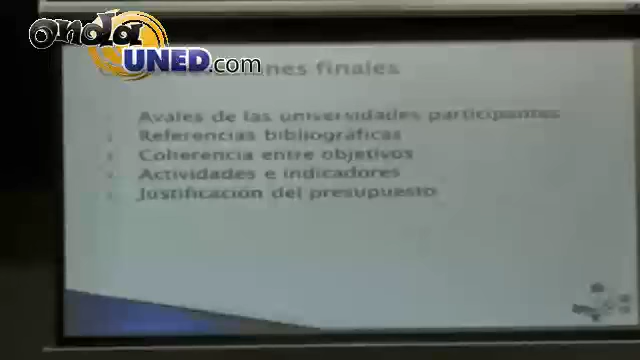 onda
UNED.com
nes finales
Avales de las universidades participantes
Referencias bibliográficas
Coherencia entre objetivos
Actividades e indicadores
Justificación del presupuesto